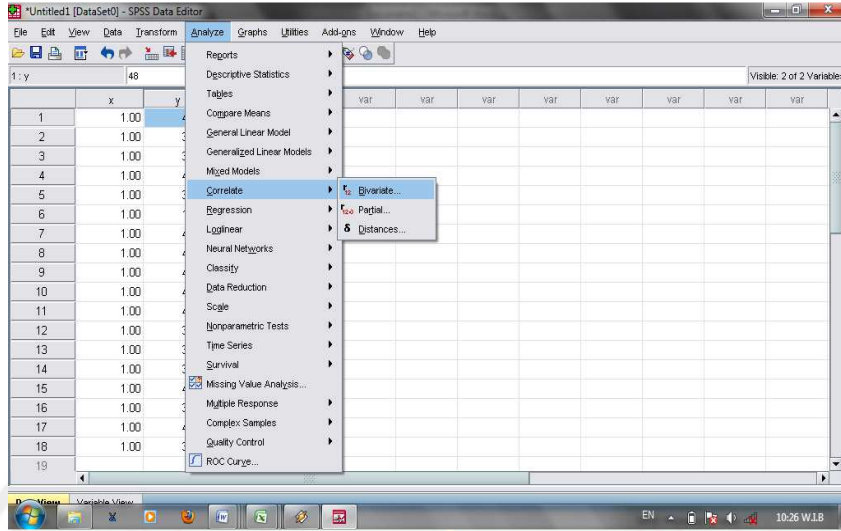 *Untitled1 [DataSet0] - SPSS Data Editor
File Edit View Data Transform Analyze Graphs Utilities Add-ons Window Help
1 : y 48 Visible: 2 of 2 Variable
x y var var var var var var var var
1 1.00
2 1.00
3 1.00
4 1.00
5 1.00
6 1.00
7 1.00
8 1.00
9 1.00
10 1.00
11 1.00
12 1.00
13 1.00
14 1.00
15 1.00
16 1.00
17 1.00
18 1.00
19
Reports
Descriptive Statistics
Tables
Compare Means
General Linear Model
Generalized Linear Models
Mixed Models
Correlate
Regression
Loglinear
Neural Networks
Classify
Data Reduction
Scale
Nonparametric Tests
Time Series
Survival
Missing Value Analysis...
Multiple Response
Complex Samples
Quality Control
ROC Curve...
r12 Bivariate...
Partial...
δ Distances...
Data View Variable View
EN 10:26 W.I.B